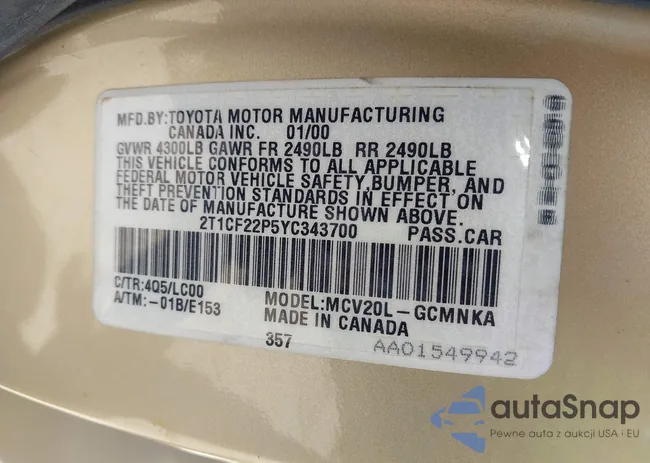 MFD.BY:TOYOTA MOTOR MANUFACTURING
CANADA INC. 01/00
GVWR 4300LB GAWR FR 2490LB RR 2490LB
THIS VEHICLE CONFORMS TO ALL APPLICABLE
FEDERAL MOTOR VEHICLE SAFETY,BUMPER, AND
THEFT PREVENTION STANDARDS IN EFFECT ON
THE DATE OF MANUFACTURE SHOWN ABOVE.
2T1CF22P5YC343700 PASS.CAR
C/TR:4Q5/LC00 MODEL:MCV20L-GCMNKA
A/TM:-01B/E153 MADE IN CANADA
357 AA01549942
autaSnap
Pewne auta z aukcji USA i EU